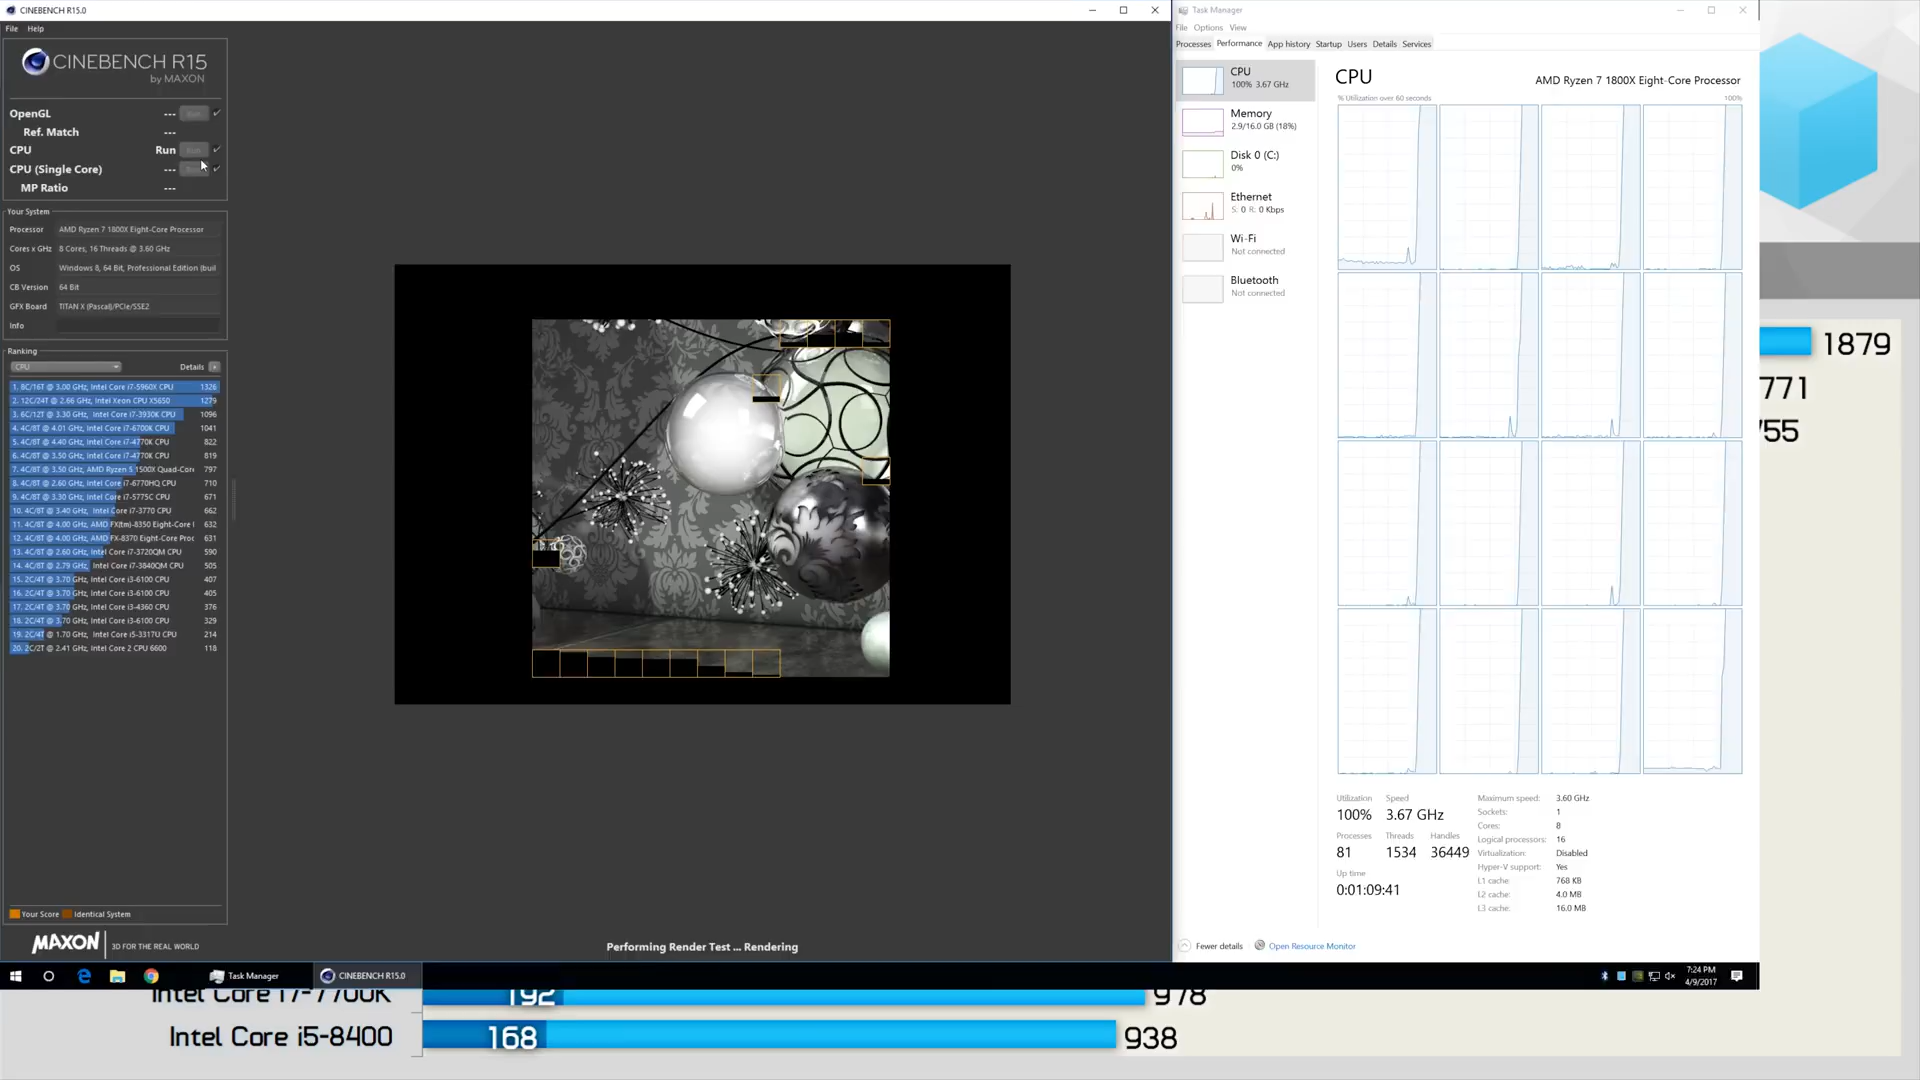 CINEBENCH R15.0
File Help
CINEBENCH R15
by MAXON
OpenGL ---
Ref. Match ---
CPU Run
CPU (Single Core) ---
MP Ratio ---
Your System
Processor AMD Ryzen 7 1800X Eight-Core Processor
Cores x GHz 8 Cores, 16 Threads @ 3.60 GHz
OS Windows 8, 64 Bit, Professional Edition (buil
CB Version 64 Bit
GFX Board TITAN X (Pascal)/PCIe/SSE2
Info
Ranking
CPU Details
1. 8C/16T @ 3.00 GHz, Intel Core i7-5960X CPU 1326
2. 12C/24T @ 2.66 GHz, Intel Xeon CPU X5650 1279
3. 6C/12T @ 3.30 GHz, Intel Core i7-3930K CPU 1096
4. 4C/8T @ 4.01 GHz, Intel Core i7-6700K CPU 1041
5. 4C/8T @ 4.40 GHz, Intel Core i7-4770K CPU 822
6. 4C/8T @ 3.50 GHz, Intel Core i7-4770K CPU 819
7. 4C/8T @ 3.50 GHz, AMD Ryzen 5 1500X Quad-Core 797
8. 4C/8T @ 2.60 GHz, Intel Core i7-6770HQ CPU 710
9. 4C/8T @ 3.30 GHz, Intel Core i7-5775C CPU 671
10. 4C/8T @ 3.40 GHz, Intel Core i7-3770 CPU 662
11. 4C/8T @ 4.00 GHz, AMD FX(tm)-8350 Eight-Core 632
12. 4C/8T @ 4.00 GHz, AMD FX-8370 Eight-Core Proc 631
13. 4C/8T @ 2.60 GHz, Intel Core i7-3720QM CPU 590
14. 4C/8T @ 2.79 GHz, Intel Core i7-3840QM CPU 505
15. 2C/4T @ 3.70 GHz, Intel Core i3-6100 CPU 407
16. 2C/4T @ 3.70 GHz, Intel Core i3-6100 CPU 405
17. 2C/4T @ 3.70 GHz, Intel Core i3-4360 CPU 376
18. 2C/4T @ 3.70 GHz, Intel Core i3-6100 CPU 329
19. 2C/4T @ 1.70 GHz, Intel Core i5-3317U CPU 214
20. 2C/2T @ 2.41 GHz, Intel Core 2 CPU 6600 118
Your Score Identical System
MAXON 3D FOR THE REAL WORLD
Performing Render Test ... Rendering
Task Manager
File Options View
Processes Performance App history Startup Users Details Services
CPU
100% 3.67 GHz
Memory
2.9/16.0 GB (18%)
Disk 0 (C:)
0%
Ethernet
S: 0 R: 0 Kbps
Wi-Fi
Not connected
Bluetooth
Not connected
CPU AMD Ryzen 7 1800X Eight-Core Processor
% Utilization over 60 seconds 100%
Utilization Speed
100% 3.67 GHz
Processes Threads Handles
81 1534 36449
Up time
0:01:09:41
Maximum speed: 3.60 GHz
Sockets: 1
Cores: 8
Logical processors: 16
Virtualization: Disabled
Hyper-V support: Yes
L1 cache: 768 KB
L2 cache: 4.0 MB
L3 cache: 16.0 MB
Fewer details Open Resource Monitor
Task Manager CINEBENCH R15.0
7:24 PM
4/9/2017
1879
771
755
Intel Core i7-7700K 192 978
Intel Core i5-8400 168 938